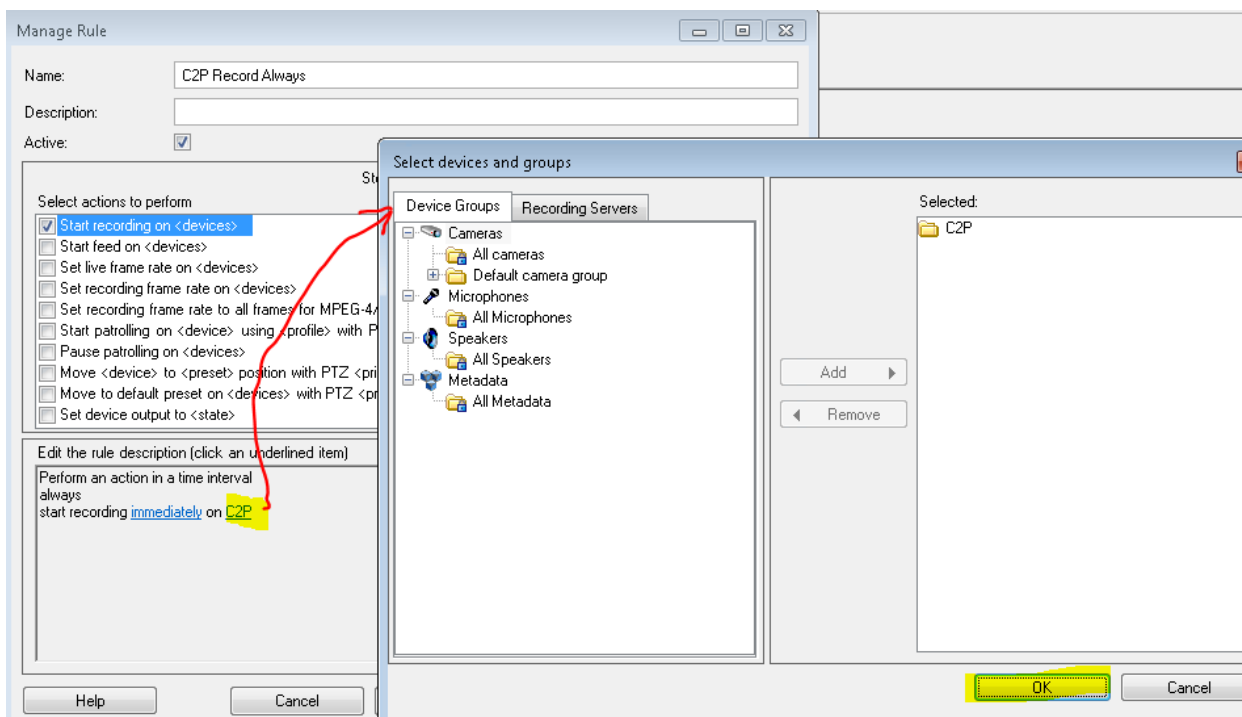 Manage Rule
Name:
C2P Record Always
Description:
Active:
Select actions to perform
Start recording on <devices>
Start feed on <devices>
Set live frame rate on <devices>
Set recording frame rate on <devices>
Set recording frame rate to all frames for MPEG-4/
Start patrolling on <device> using <profile> with P
Pause patrolling on <devices>
Move <device> to <preset> position with PTZ <pri
Move to default preset on <devices> with PTZ <pr
Set device output to <state>
Edit the rule description (click an underlined item)
Perform an action in a time interval
always
start recording immediately on C2P
Help
Cancel
Select devices and groups
Device Groups
Recording Servers
Cameras
All cameras
Default camera group
Microphones
All Microphones
Speakers
All Speakers
Metadata
All Metadata
Add
Remove
Selected:
C2P
OK
Cancel